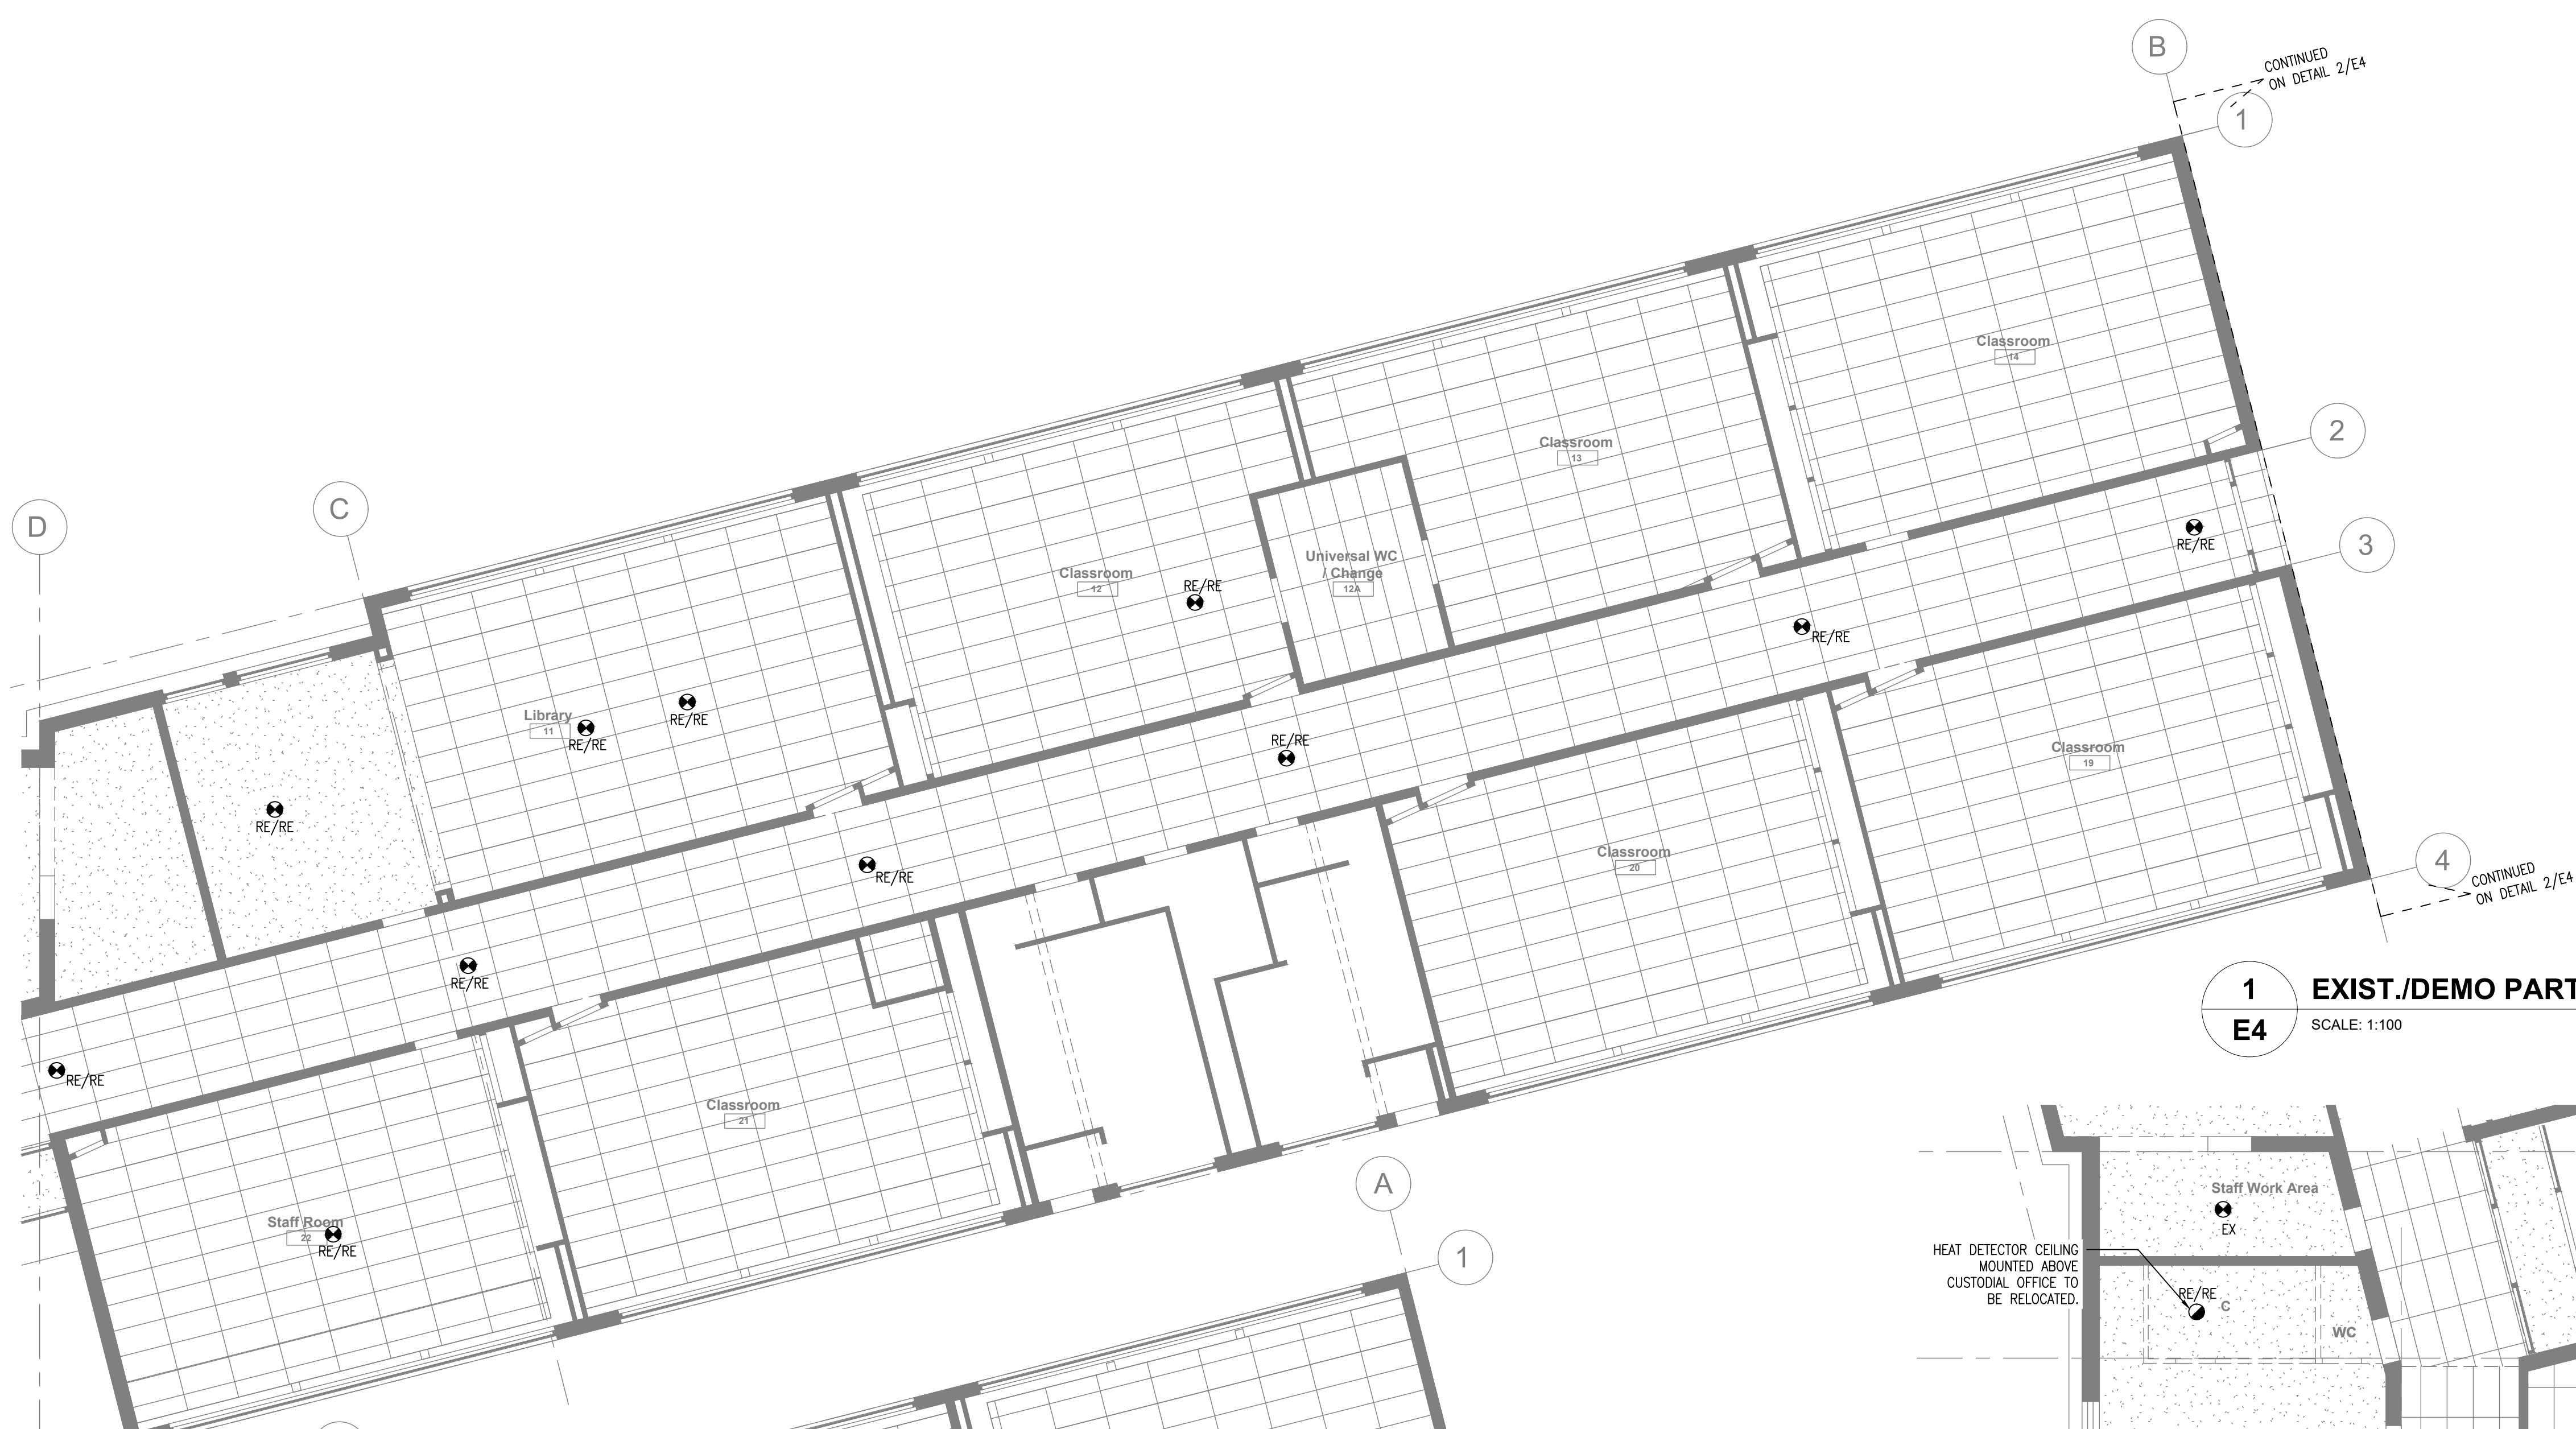 B
CONTINUED
ON DETAIL 2/E4
1
Classroom
14
2
Classroom
13
C
D
RE/RE
3
Universal WC
/ Change
12A
Classroom
12
RE/RE
RE/RE
Library
11
RE/RE
RE/RE
RE/RE
Classroom
19
RE/RE
Classroom
20
4
CONTINUED
ON DETAIL 2/E4
RE/RE
RE/RE
1
E4
EXIST./DEMO PART
SCALE: 1:100
RE/RE
Classroom
21
A
Staff Room
22
RE/RE
1
Staff Work Area
EX
HEAT DETECTOR CEILING
MOUNTED ABOVE
CUSTODIAL OFFICE TO
BE RELOCATED.
RE/RE
C
WC